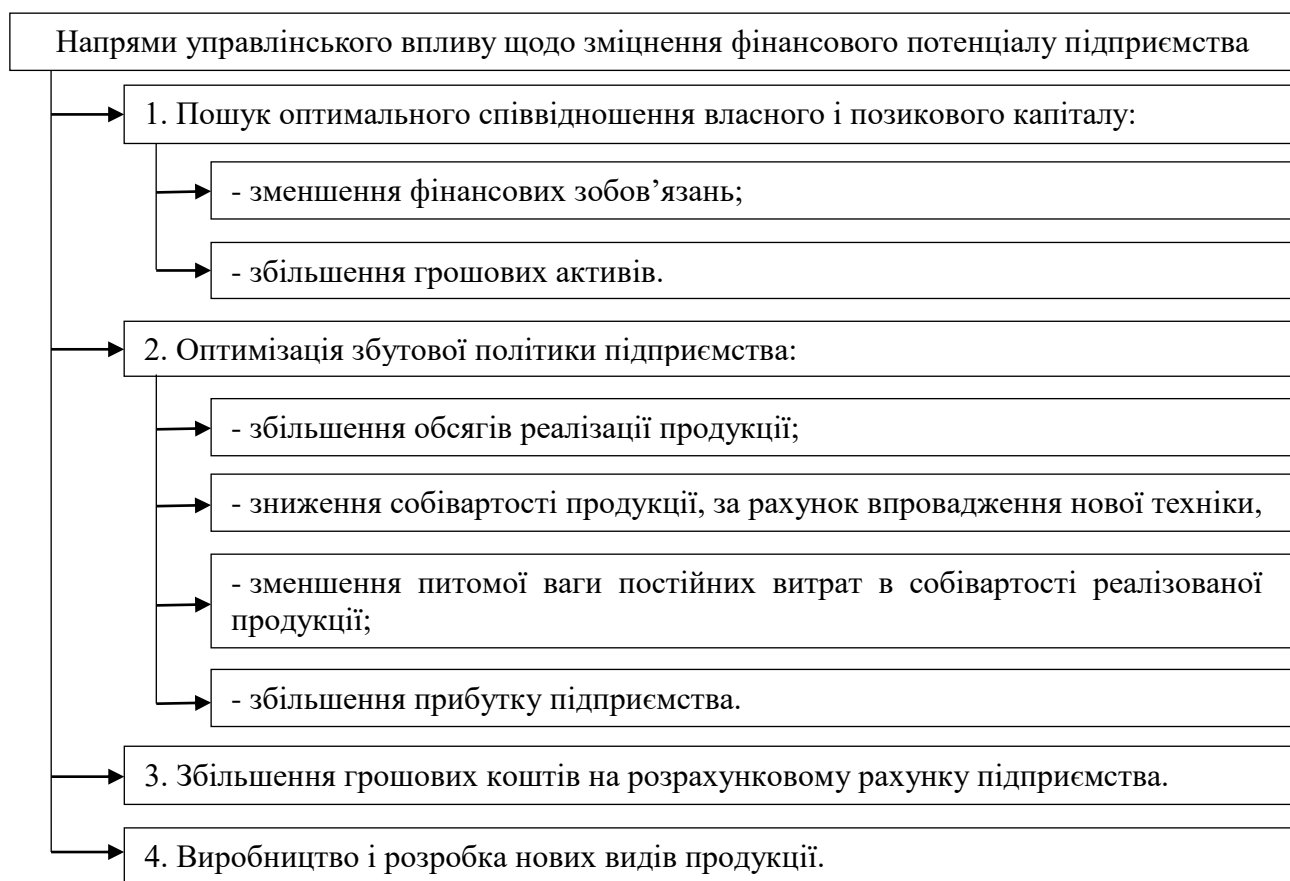 Напрями управлінського впливу щодо зміцнення фінансового потенціалу підприємства
1. Пошук оптимального співвідношення власного і позикового капіталу:
- зменшення фінансових зобов’язань;
- збільшення грошових активів.
2. Оптимізація збутової політики підприємства:
- збільшення обсягів реалізації продукції;
- зниження собівартості продукції, за рахунок впровадження нової техніки,
- зменшення питомої ваги постійних витрат в собівартості реалізованої
продукції;
- збільшення прибутку підприємства.
3. Збільшення грошових коштів на розрахунковому рахунку підприємства.
4. Виробництво і розробка нових видів продукції.